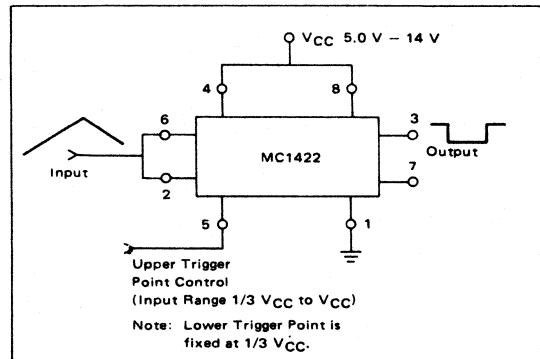 VCC 5.0 V – 14 V
4
8
6
3
MC1422
Input
Output
7
2
5
1
Upper Trigger
Point Control
(Input Range 1/3 VCC to VCC)
Note: Lower Trigger Point is
fixed at 1/3 VCC.